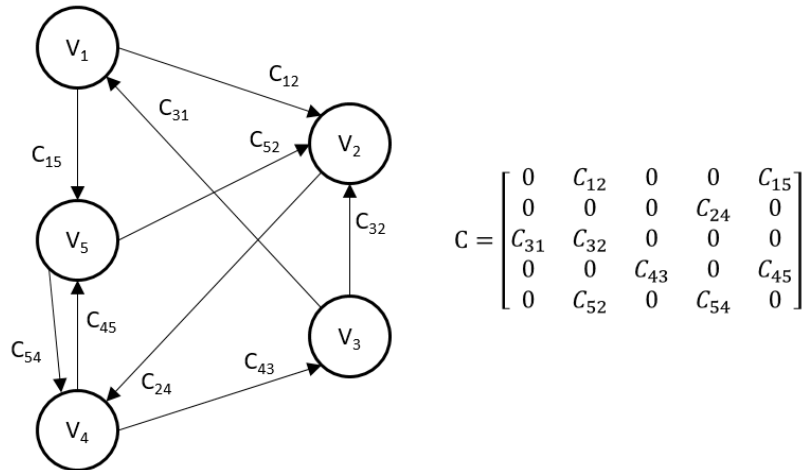 V₁
C₁₂
C₃₁
V₂
C₅₂
C₁₅
C₃₂
V₅
C₄₅
V₃
C₅₄
C₂₄
C₄₃
V₄
C =
0 C₁₂ 0 0 C₁₅
0 0 0 C₂₄ 0
C₃₁ C₃₂ 0 0 0
0 0 C₄₃ 0 C₄₅
0 C₅₂ 0 C₅₄ 0